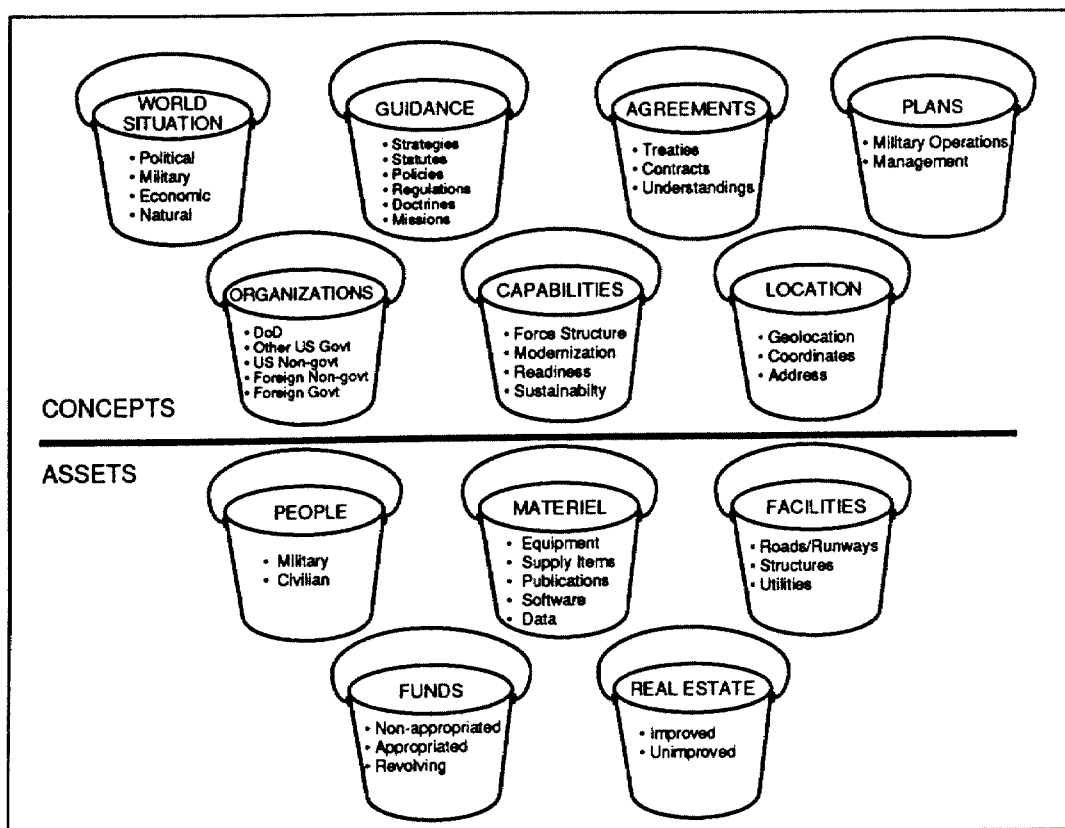 WORLD
SITUATION
• Political
• Military
• Economic
• Natural
GUIDANCE
• Strategies
• Statutes
• Policies
• Regulations
• Doctrines
• Missions
AGREEMENTS
• Treaties
• Contracts
• Understandings
PLANS
• Military Operations
• Management
ORGANIZATIONS
• DoD
• Other US Govt
• US Non-govt
• Foreign Non-govt
• Foreign Govt
CAPABILITIES
• Force Structure
• Modernization
• Readiness
• Sustainabilty
LOCATION
• Geolocation
• Coordinates
• Address
CONCEPTS
ASSETS
PEOPLE
• Military
• Civilian
MATERIEL
• Equipment
• Supply Items
• Publications
• Software
• Data
FACILITIES
• Roads/Runways
• Structures
• Utilities
FUNDS
• Non-appropriated
• Appropriated
• Revolving
REAL ESTATE
• Improved
• Unimproved